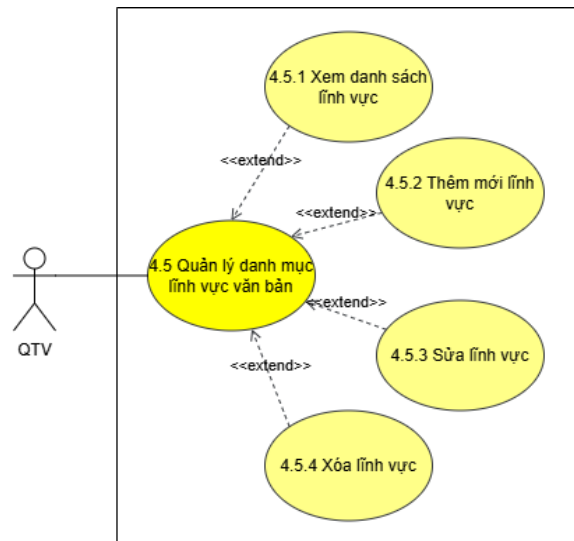 4.5.1 Xem danh sách
lĩnh vực
<<extend>>
4.5.2 Thêm mới lĩnh
vực
<<extend>>
4.5 Quản lý danh mục
lĩnh vực văn bản
<<extend>>
QTV
4.5.3 Sửa lĩnh vực
<<extend>>
4.5.4 Xóa lĩnh vực